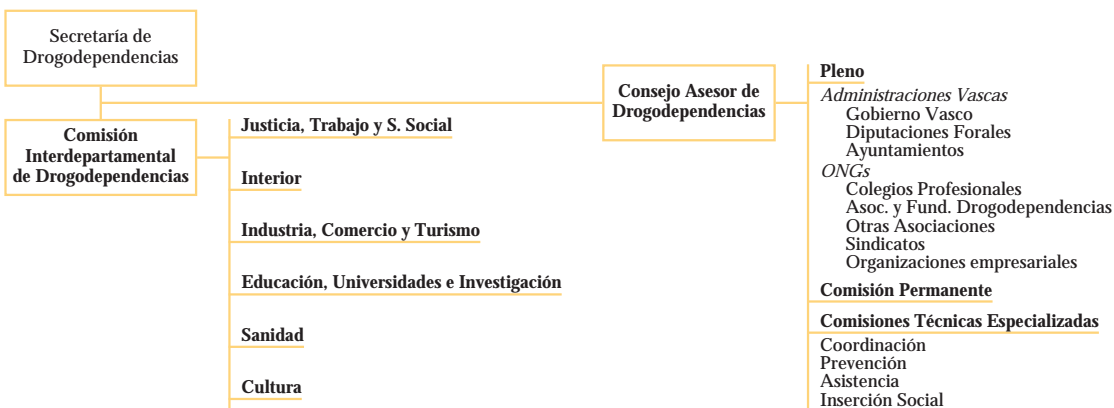 Secretaría de
Drogodependencias
Comisión
Interdepartamental
de Drogodependencias
Justicia, Trabajo y S. Social
Interior
Industria, Comercio y Turismo
Educación, Universidades e Investigación
Sanidad
Cultura
Consejo Asesor de
Drogodependencias
Pleno
Administraciones Vascas
Gobierno Vasco
Diputaciones Forales
Ayuntamientos
ONGs
Colegios Profesionales
Asoc. y Fund. Drogodependencias
Otras Asociaciones
Sindicatos
Organizaciones empresariales
Comisión Permanente
Comisiones Técnicas Especializadas
Coordinación
Prevención
Asistencia
Inserción Social